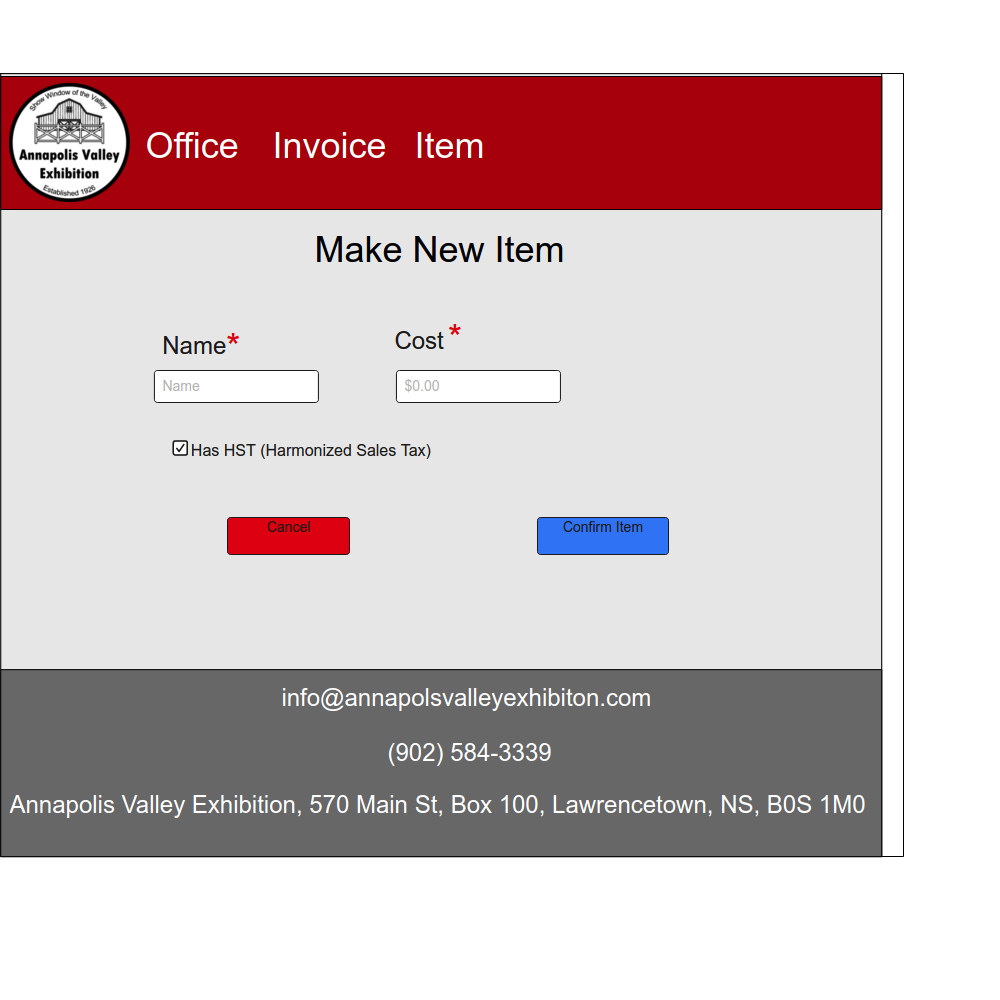 Show Window of the Valley
Annapolis Valley
Exhibition
Established 1926
Office Invoice Item
Make New Item
Name* Cost *
Name $0.00
Has HST (Harmonized Sales Tax)
Cancel Confirm Item
info@annapolsvalleyexhibiton.com
(902) 584-3339
Annapolis Valley Exhibition, 570 Main St, Box 100, Lawrencetown, NS, B0S 1M0